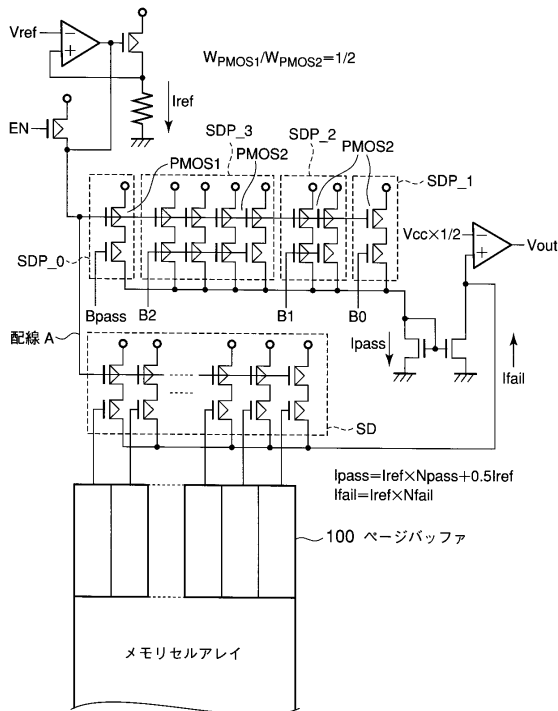 Vref
W_PMOS1/W_PMOS2=1/2
Iref
EN
SDP_3
SDP_2
PMOS1
PMOS2
PMOS2
SDP_1
Vcc×1/2
Vout
SDP_0
Bpass
B2
B1
B0
Ipass
Ifail
配線 A
SD
Ipass=Iref×Npass+0.5Iref
Ifail=Iref×Nfail
100 ページバッファ
メモリセルアレイ